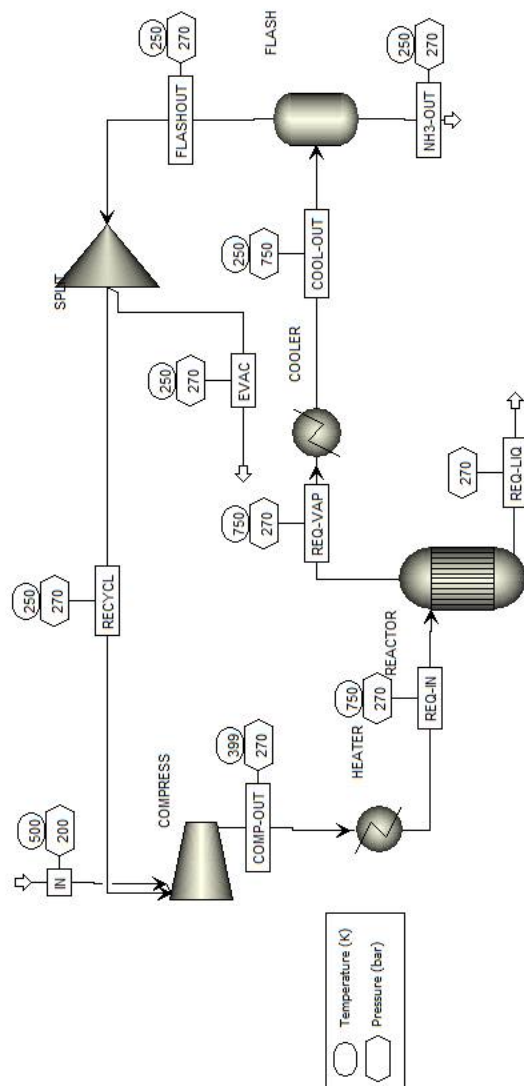 250
270
FLASHOUT
FLASH
250
270
NH3-OUT
SPLIT
250
270
EVAC
250
750
COOL-OUT
COOLER
750
270
REQ-VAP
270
REQ-LIQ
250
270
RECYCL
REACTOR
750
270
REQ-IN
HEATER
399
270
COMP-OUT
COMPRESS
500
200
IN
Temperature (K)
Pressure (bar)